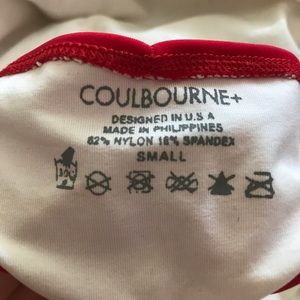 COULBOURNE+
DESIGNED IN U.S.A
MADE IN PHILIPPINES
82% NYLON 18% SPANDEX
SMALL